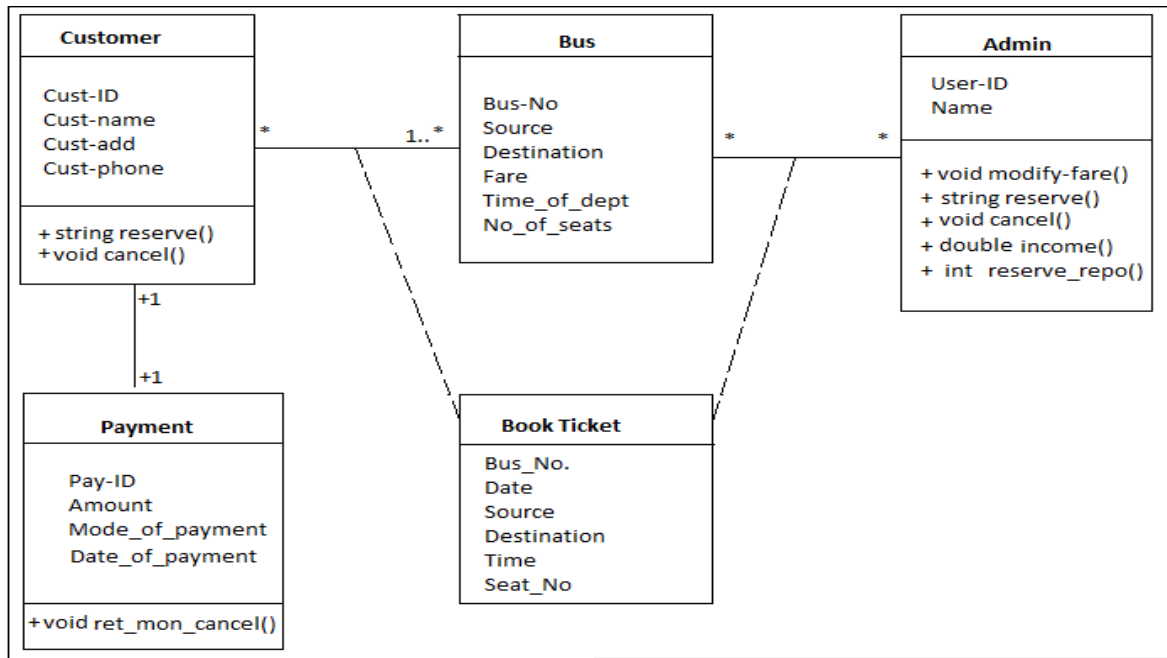 Customer
Cust-ID
Cust-name
Cust-add
Cust-phone
+ string reserve()
+void cancel()
*
1..*
Bus
Bus-No
Source
Destination
Fare
Time_of_dept
No_of_seats
*
*
Admin
User-ID
Name
+ void modify-fare()
+ string reserve()
+ void cancel()
+ double income()
+ int reserve_repo()
+1
+1
Payment
Pay-ID
Amount
Mode_of_payment
Date_of_payment
+void ret_mon_cancel()
Book Ticket
Bus_No.
Date
Source
Destination
Time
Seat_No